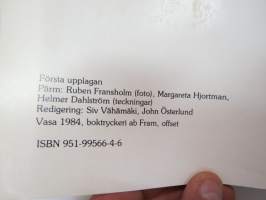 Första upplagan
Pärm: Ruben Fransholm (foto), Margareta Hjortman,
Helmer Dahlström (teckningar)
Redigering: Siv Vähämäki, John Österlund
Vasa 1984, boktryckeri ab Fram, offset
ISBN 951-99566-4-6